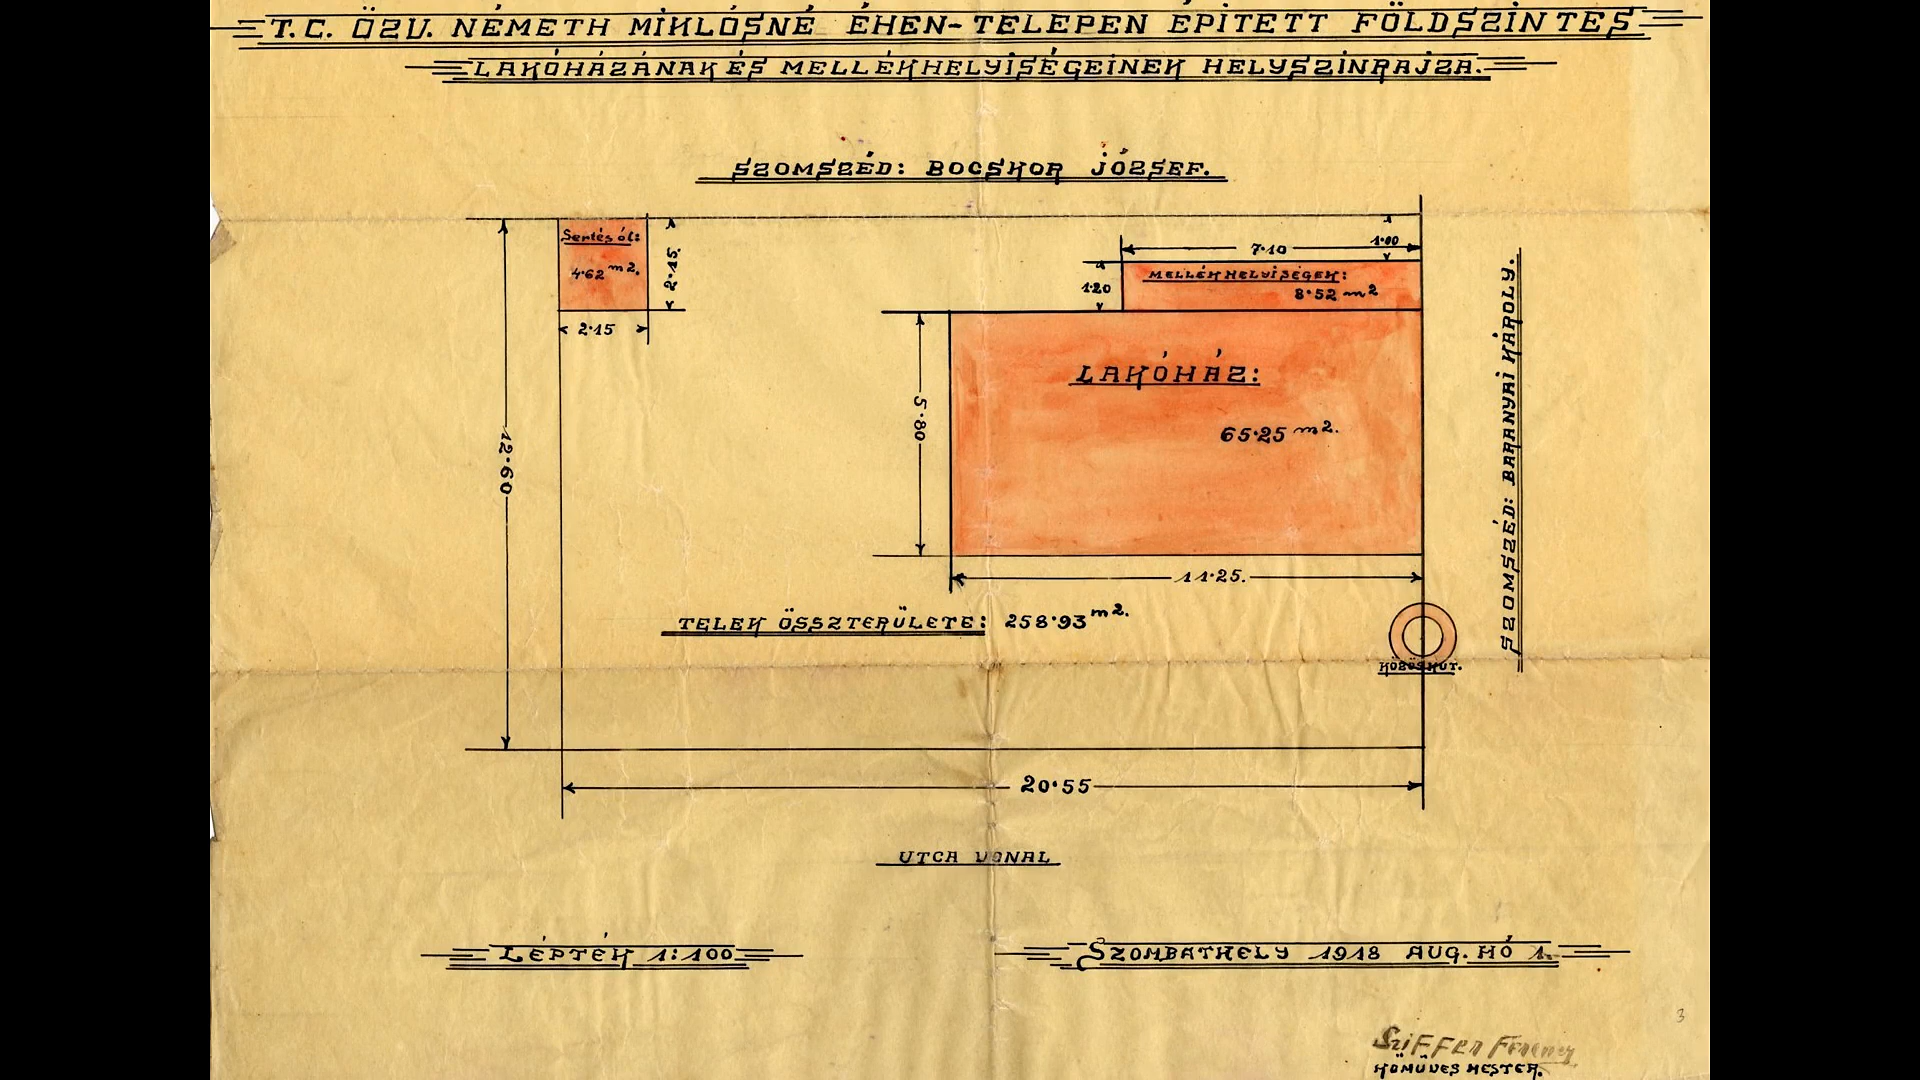 T.C. ÖZV. NÉMETH MIKLÓSNÉ ÉHEN-TELEPEN ÉPITETT FÖLDSZINTES
LAKÓHÁZÁNAK ÉS MELLÉKHELYISÉGEINEK HELYSZINRAJZA.
SZOMSZÉD: BOCSKOR JÓZSEF.
Sertés ól:
4.62 m2.
2.15.
2.15
7.10
1.00
MELLÉKHELYISÉGEK:
8.52 m2
1.20
LAKÓHÁZ:
65.25 m2.
5.80
12.60
11.25.
SZOMSZÉD: BARANYAI KÁROLY.
TELEK ÖSSZTERÜLETE: 258.93 m2.
KÖZÖS KUT.
20.55
UTCA VONAL
LÉPTÉK 1:100
SZOMBATHELY 1918 AUG. HÓ 1.
3
Sziffer Ferenc
KŐMŰVES MESTER.